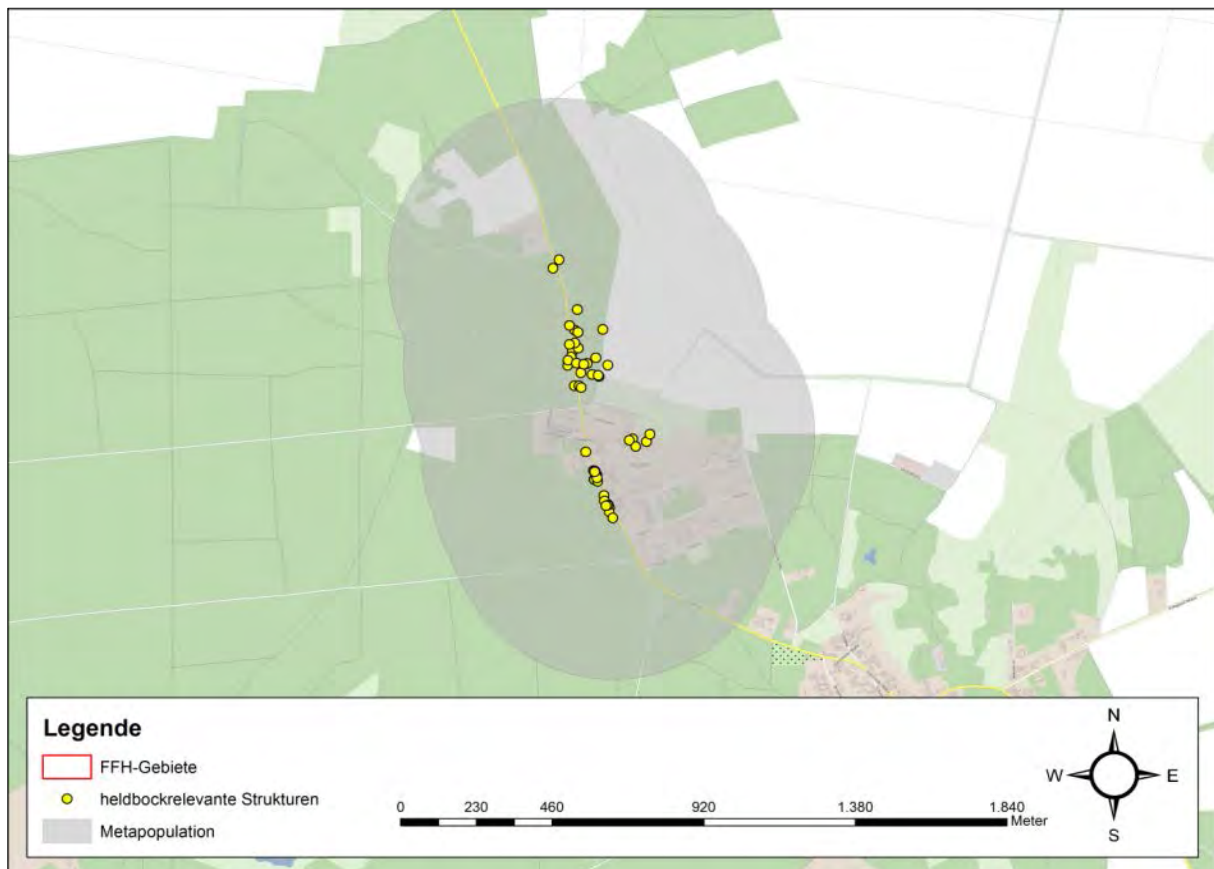 Legende
FFH-Gebiete
heldbockrelevante Strukturen
Metapopulation
0 230 460 920 1.380 1.840
Meter
N
W E
S